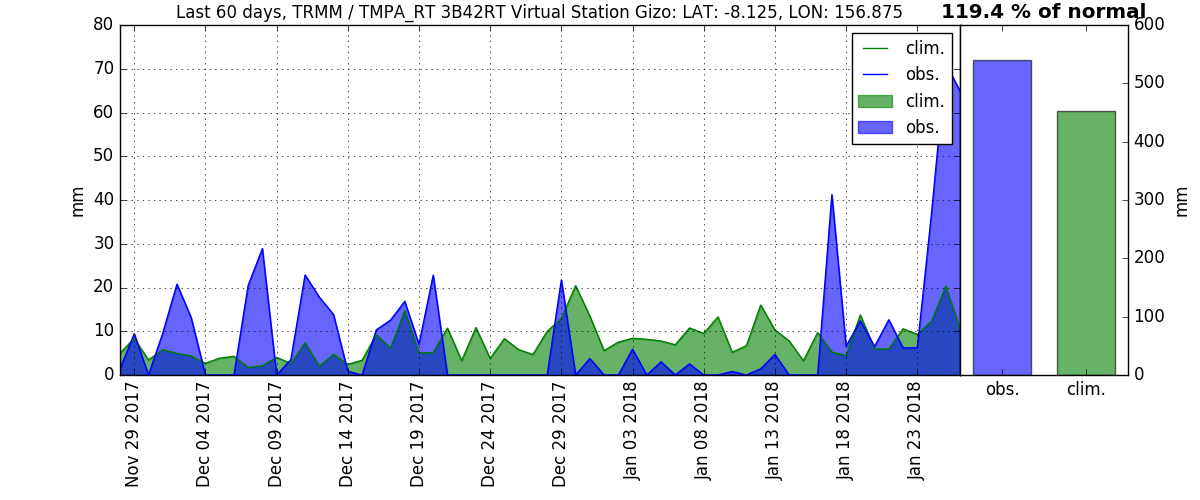 Last 60 days, TRMM / TMPA_RT 3B42RT Virtual Station Gizo: LAT: -8.125, LON: 156.875
119.4 % of normal
80
70
60
50
40
30
20
10
0
mm
clim.
obs.
clim.
obs.
600
500
400
300
200
100
0
mm
Nov 29 2017
Dec 04 2017
Dec 09 2017
Dec 14 2017
Dec 19 2017
Dec 24 2017
Dec 29 2017
Jan 03 2018
Jan 08 2018
Jan 13 2018
Jan 18 2018
Jan 23 2018
obs.
clim.